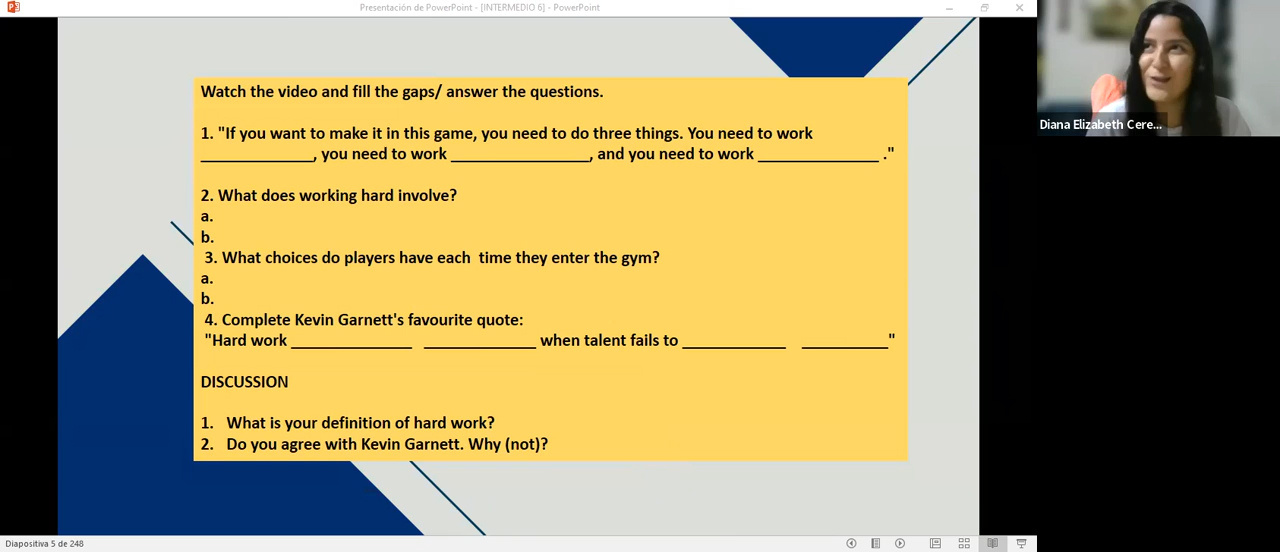 Presentación de PowerPoint - [INTERMEDIO 6] - PowerPoint
Watch the video and fill the gaps/ answer the questions.
1. "If you want to make it in this game, you need to do three things. You need to work
_____________, you need to work ________________, and you need to work ______________ ."
2. What does working hard involve?
a.
b.
3. What choices do players have each  time they enter the gym?
a.
b.
4. Complete Kevin Garnett's favourite quote:
"Hard work ______________  _____________ when talent fails to ____________  __________"
DISCUSSION
1. What is your definition of hard work?
2. Do you agree with Kevin Garnett. Why (not)?
Diana Elizabeth Cere...
Diapositiva 5 de 248